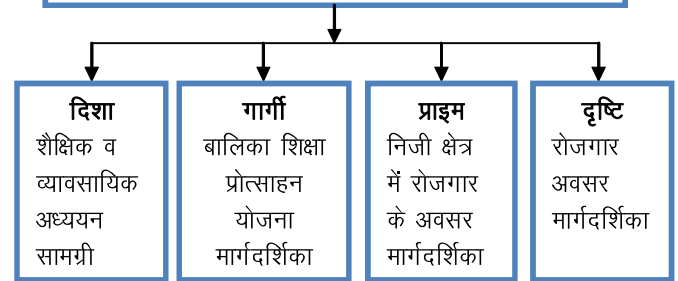 दिशा
शैक्षिक व
व्यावसायिक
अध्ययन
सामग्री
गार्गी
बालिका शिक्षा
प्रोत्साहन
योजना
मार्गदर्शिका
प्राइम
निजी क्षेत्र
में रोजगार
के अवसर
मार्गदर्शिका
दृष्टि
रोजगार
अवसर
मार्गदर्शिका